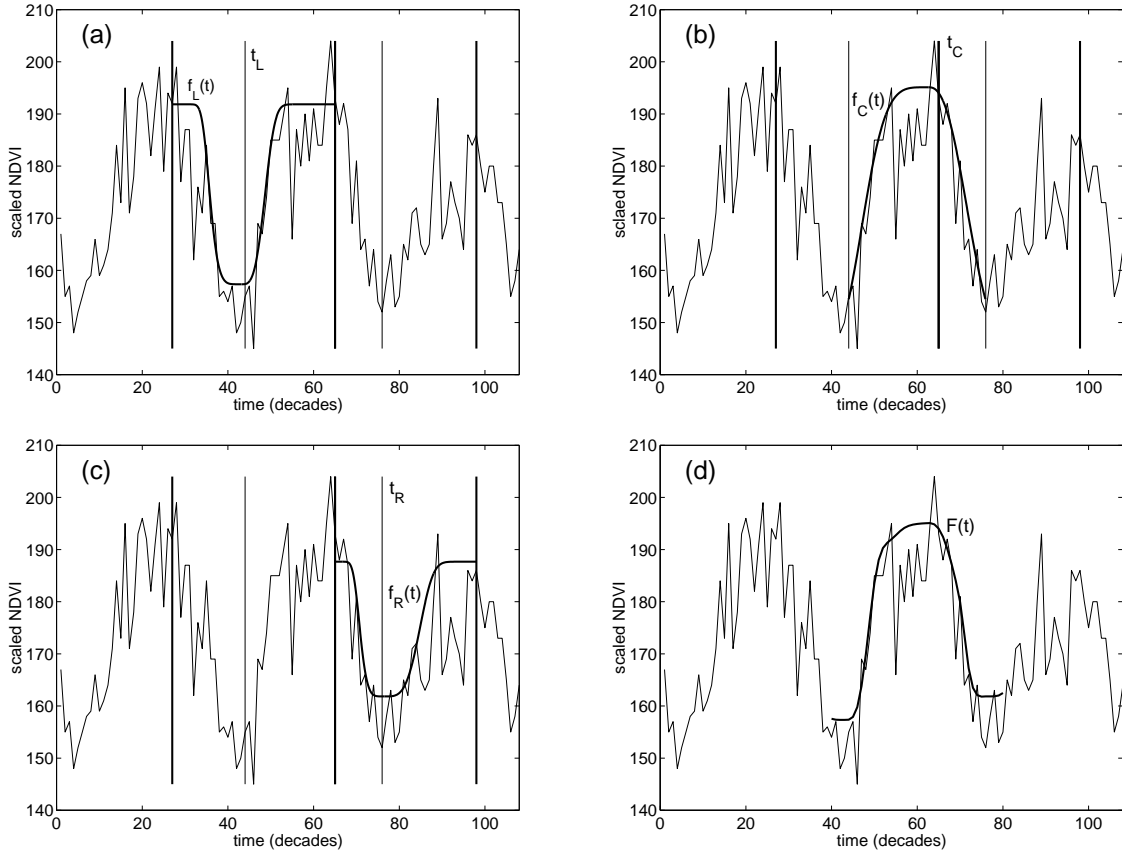 (a)
t_L
f_L(t)
210
200
190
180
170
160
150
140
0 20 40 60 80 100
scaled NDVI
time (decades)
(b)
t_C
f_C(t)
210
200
190
180
170
160
150
140
0 20 40 60 80 100
sclaed NDVI
time (decades)
(c)
t_R
f_R(t)
210
200
190
180
170
160
150
140
0 20 40 60 80 100
scaled NDVI
time (decades)
(d)
F(t)
210
200
190
180
170
160
150
140
0 20 40 60 80 100
scaled NDVI
time (decades)